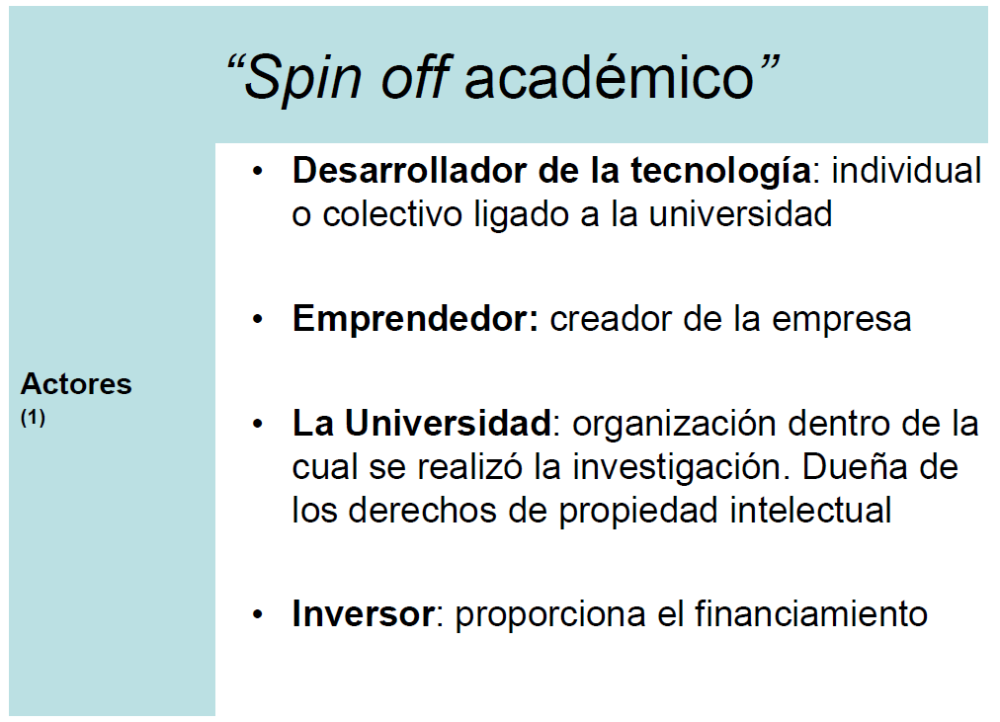 “Spin off académico”
Actores
(1)
• Desarrollador de la tecnología: individual
o colectivo ligado a la universidad
• Emprendedor: creador de la empresa
• La Universidad: organización dentro de la
cual se realizó la investigación. Dueña de
los derechos de propiedad intelectual
• Inversor: proporciona el financiamiento